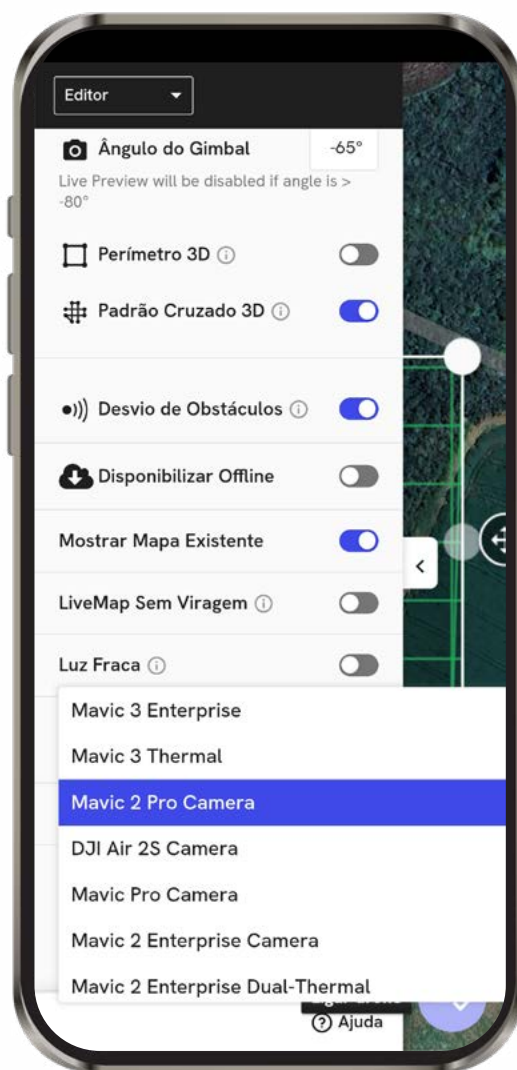 Editor
Ângulo do Gimbal -65°
Live Preview will be disabled if angle is >
-80°
Perímetro 3D
Padrão Cruzado 3D
Desvio de Obstáculos
Disponibilizar Offline
Mostrar Mapa Existente
LiveMap Sem Viragem
Luz Fraca
Mavic 3 Enterprise
Mavic 3 Thermal
Mavic 2 Pro Camera
DJI Air 2S Camera
Mavic Pro Camera
Mavic 2 Enterprise Camera
Mavic 2 Enterprise Dual-Thermal
Ajuda